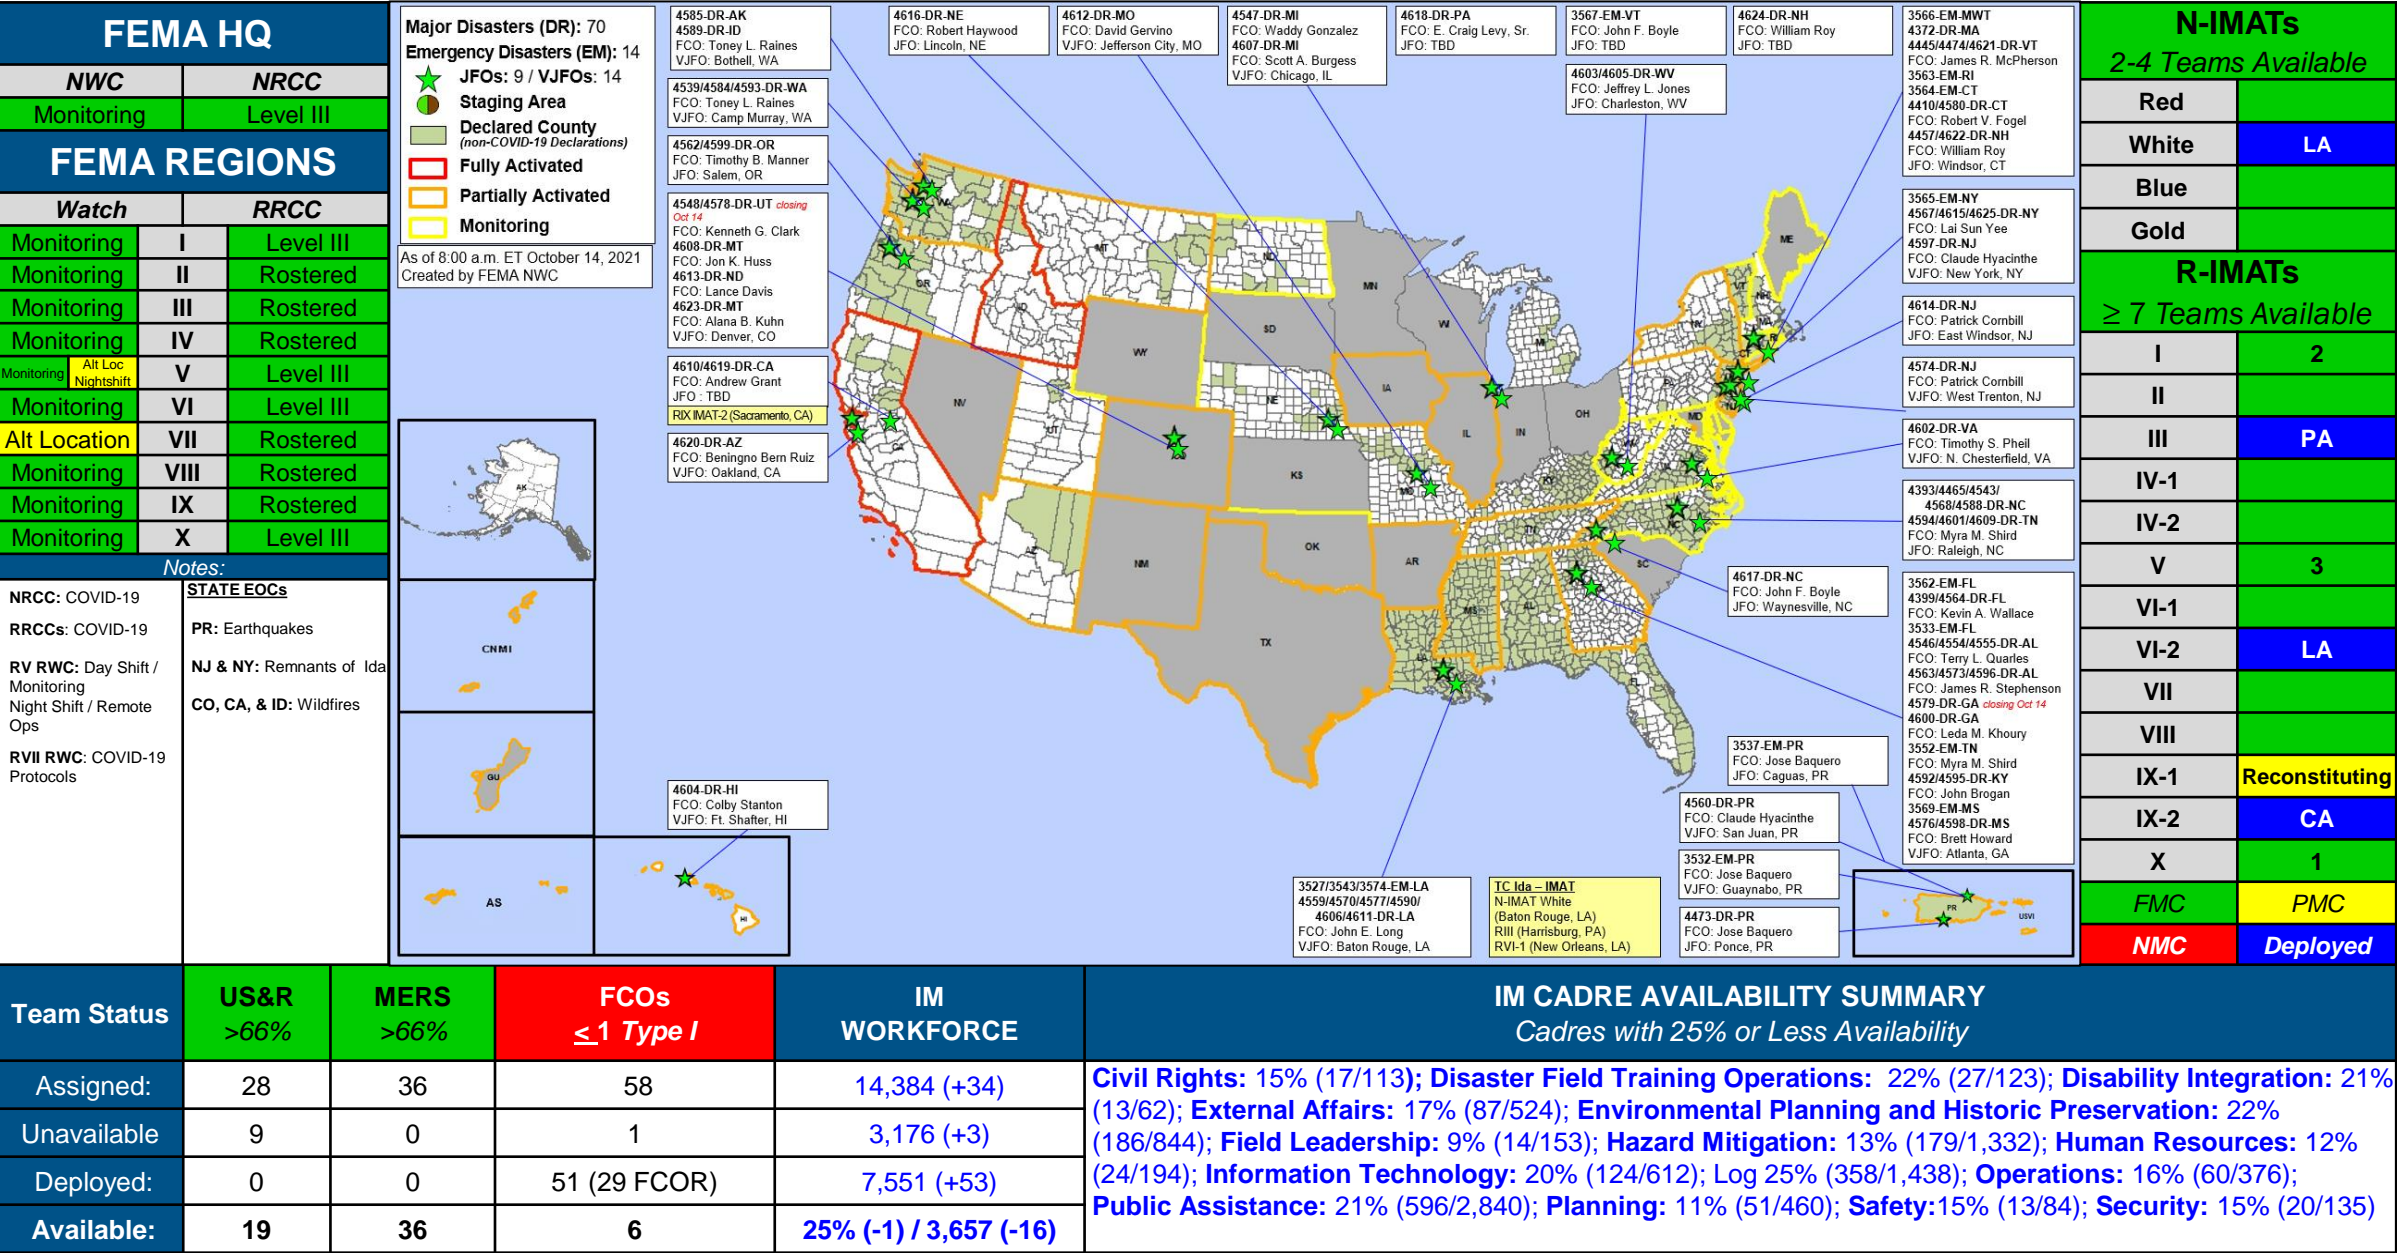 FEMA HQ
NWC NRCC
Monitoring Level III
FEMA REGIONS
Watch RRCC
Monitoring I Level III
Monitoring II Rostered
Monitoring III Rostered
Monitoring IV Rostered
Monitoring Alt Loc Nightshift V Level III
Monitoring VI Level III
Alt Location VII Rostered
Monitoring VIII Rostered
Monitoring IX Rostered
Monitoring X Level III
Notes:
NRCC: COVID-19
RRCCs: COVID-19
RV RWC: Day Shift /
Monitoring
Night Shift / Remote
Ops
RVII RWC: COVID-19
Protocols
STATE EOCs
PR: Earthquakes
NJ & NY: Remnants of Ida
CO, CA, & ID: Wildfires
Major Disasters (DR): 70
Emergency Disasters (EM): 14
JFOs: 9 / VJFOs: 14
Staging Area
Declared County
(non-COVID-19 Declarations)
Fully Activated
Partially Activated
Monitoring
As of 8:00 a.m. ET October 14, 2021
Created by FEMA NWC
4585-DR-AK
4589-DR-ID
FCO: Toney L. Raines
VJFO: Bothell, WA
4539/4584/4593-DR-WA
FCO: Toney L. Raines
VJFO: Camp Murray, WA
4562/4599-DR-OR
FCO: Timothy B. Manner
JFO: Salem, OR
4548/4578-DR-UT closing
Oct 14
FCO: Kenneth G. Clark
4608-DR-MT
FCO: Jon K. Huss
4613-DR-ND
FCO: Lance Davis
4623-DR-MT
FCO: Alana B. Kuhn
VJFO: Denver, CO
4610/4619-DR-CA
FCO: Andrew Grant
JFO : TBD
RIX IMAT-2 (Sacramento, CA)
4620-DR-AZ
FCO: Beningno Bern Ruiz
VJFO: Oakland, CA
4616-DR-NE
FCO: Robert Haywood
JFO: Lincoln, NE
4612-DR-MO
FCO: David Gervino
VJFO: Jefferson City, MO
4547-DR-MI
FCO: Waddy Gonzalez
4607-DR-MI
FCO: Scott A. Burgess
VJFO: Chicago, IL
4618-DR-PA
FCO: E. Craig Levy, Sr.
JFO: TBD
3567-EM-VT
FCO: John F. Boyle
JFO: TBD
4624-DR-NH
FCO: William Roy
JFO: TBD
4603/4605-DR-WV
FCO: Jeffrey L. Jones
JFO: Charleston, WV
3566-EM-MWT
4372-DR-MA
4445/4474/4621-DR-VT
FCO: James R. McPherson
3563-EM-RI
3564-EM-CT
4410/4580-DR-CT
FCO: Robert V. Fogel
4457/4622-DR-NH
FCO: William Roy
JFO: Windsor, CT
3565-EM-NY
4567/4615/4625-DR-NY
FCO: Lai Sun Yee
4597-DR-NJ
FCO: Claude Hyacinthe
VJFO: New York, NY
4614-DR-NJ
FCO: Patrick Cornbill
JFO: East Windsor, NJ
4574-DR-NJ
FCO: Patrick Cornbill
VJFO: West Trenton, NJ
4602-DR-VA
FCO: Timothy S. Pheil
VJFO: N. Chesterfield, VA
4393/4465/4543/
4568/4588-DR-NC
4594/4601/4609-DR-TN
FCO: Myra M. Shird
JFO: Raleigh, NC
4617-DR-NC
FCO: John F. Boyle
JFO: Waynesville, NC
3562-EM-FL
4399/4564-DR-FL
FCO: Kevin A. Wallace
3533-EM-FL
4546/4554/4555-DR-AL
FCO: Terry L. Quarles
4563/4573/4596-DR-AL
FCO: James R. Stephenson
4579-DR-GA closing Oct 14
4600-DR-GA
FCO: Leda M. Khoury
3552-EM-TN
FCO: Myra M. Shird
4592/4595-DR-KY
FCO: John Brogan
3569-EM-MS
4576/4598-DR-MS
FCO: Brett Howard
VJFO: Atlanta, GA
3537-EM-PR
FCO: Jose Baquero
JFO: Caguas, PR
4560-DR-PR
FCO: Claude Hyacinthe
VJFO: San Juan, PR
3532-EM-PR
FCO: Jose Baquero
VJFO: Guaynabo, PR
4473-DR-PR
FCO: Jose Baquero
JFO: Ponce, PR
4604-DR-HI
FCO: Colby Stanton
VJFO: Ft. Shafter, HI
3527/3543/3574-EM-LA
4559/4570/4577/4590/
4606/4611-DR-LA
FCO: John E. Long
VJFO: Baton Rouge, LA
TC Ida – IMAT
N-IMAT White
(Baton Rouge, LA)
RIII (Harrisburg, PA)
RVI-1 (New Orleans, LA)
WA
OR
CA
NV
ID
MT
WY
UT
AZ
NM
ND
SD
NE
KS
OK
TX
MN
IA
MO
AR
LA
WI
IL
IN
MI
OH
KY
TN
MS
AL
FL
SC
NC
PA
NY
MD
NJ
CT
RI
MA
VT
NH
ME
AK
CNMI
GU
AS
HI
PR
USVI
N-IMATs
2-4 Teams Available
Red
White LA
Blue
Gold
R-IMATs
≥ 7 Teams Available
I 2
II
III PA
IV-1
IV-2
V 3
VI-1
VI-2 LA
VII
VIII
IX-1 Reconstituting
IX-2 CA
X 1
FMC PMC
NMC Deployed
Team Status US&R >66% MERS >66% FCOs < 1 Type I IM WORKFORCE
Assigned: 28 36 58 14,384 (+34)
Unavailable 9 0 1 3,176 (+3)
Deployed: 0 0 51 (29 FCOR) 7,551 (+53)
Available: 19 36 6 25% (-1) / 3,657 (-16)
IM CADRE AVAILABILITY SUMMARY
Cadres with 25% or Less Availability
Civil Rights: 15% (17/113); Disaster Field Training Operations: 22% (27/123); Disability Integration: 21%
(13/62); External Affairs: 17% (87/524); Environmental Planning and Historic Preservation: 22%
(186/844); Field Leadership: 9% (14/153); Hazard Mitigation: 13% (179/1,332); Human Resources: 12%
(24/194); Information Technology: 20% (124/612); Log 25% (358/1,438); Operations: 16% (60/376);
Public Assistance: 21% (596/2,840); Planning: 11% (51/460); Safety:15% (13/84); Security: 15% (20/135)